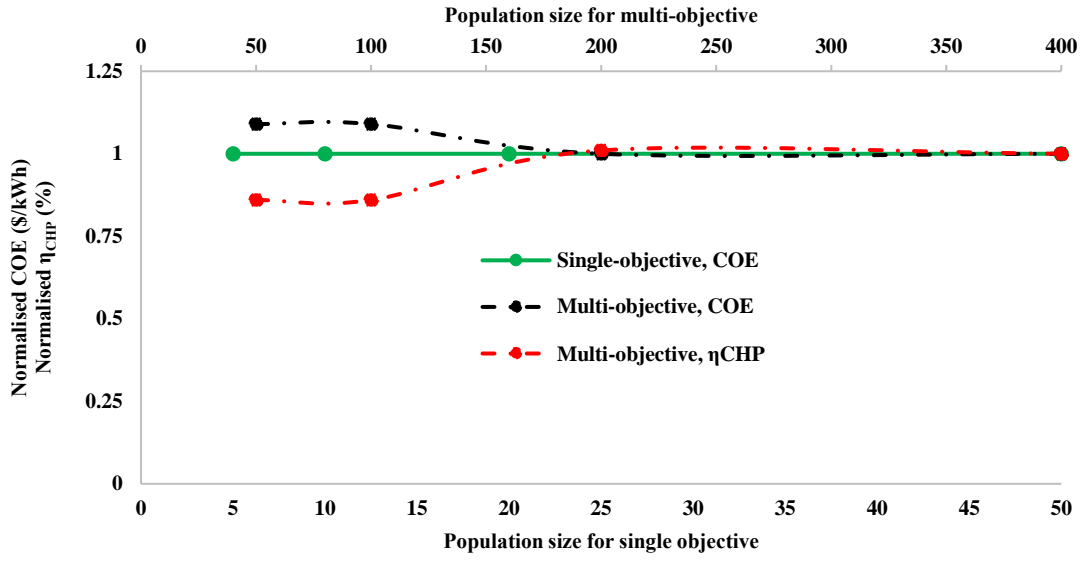 Population size for multi-objective
0 50 100 150 200 250 300 350 400
1.25
1
0.75
0.5
0.25
0
Normalised COE ($/kWh)
Normalised ηCHP (%)
Single-objective, COE
Multi-objective, COE
Multi-objective, ηCHP
0 5 10 15 20 25 30 35 40 45 50
Population size for single objective